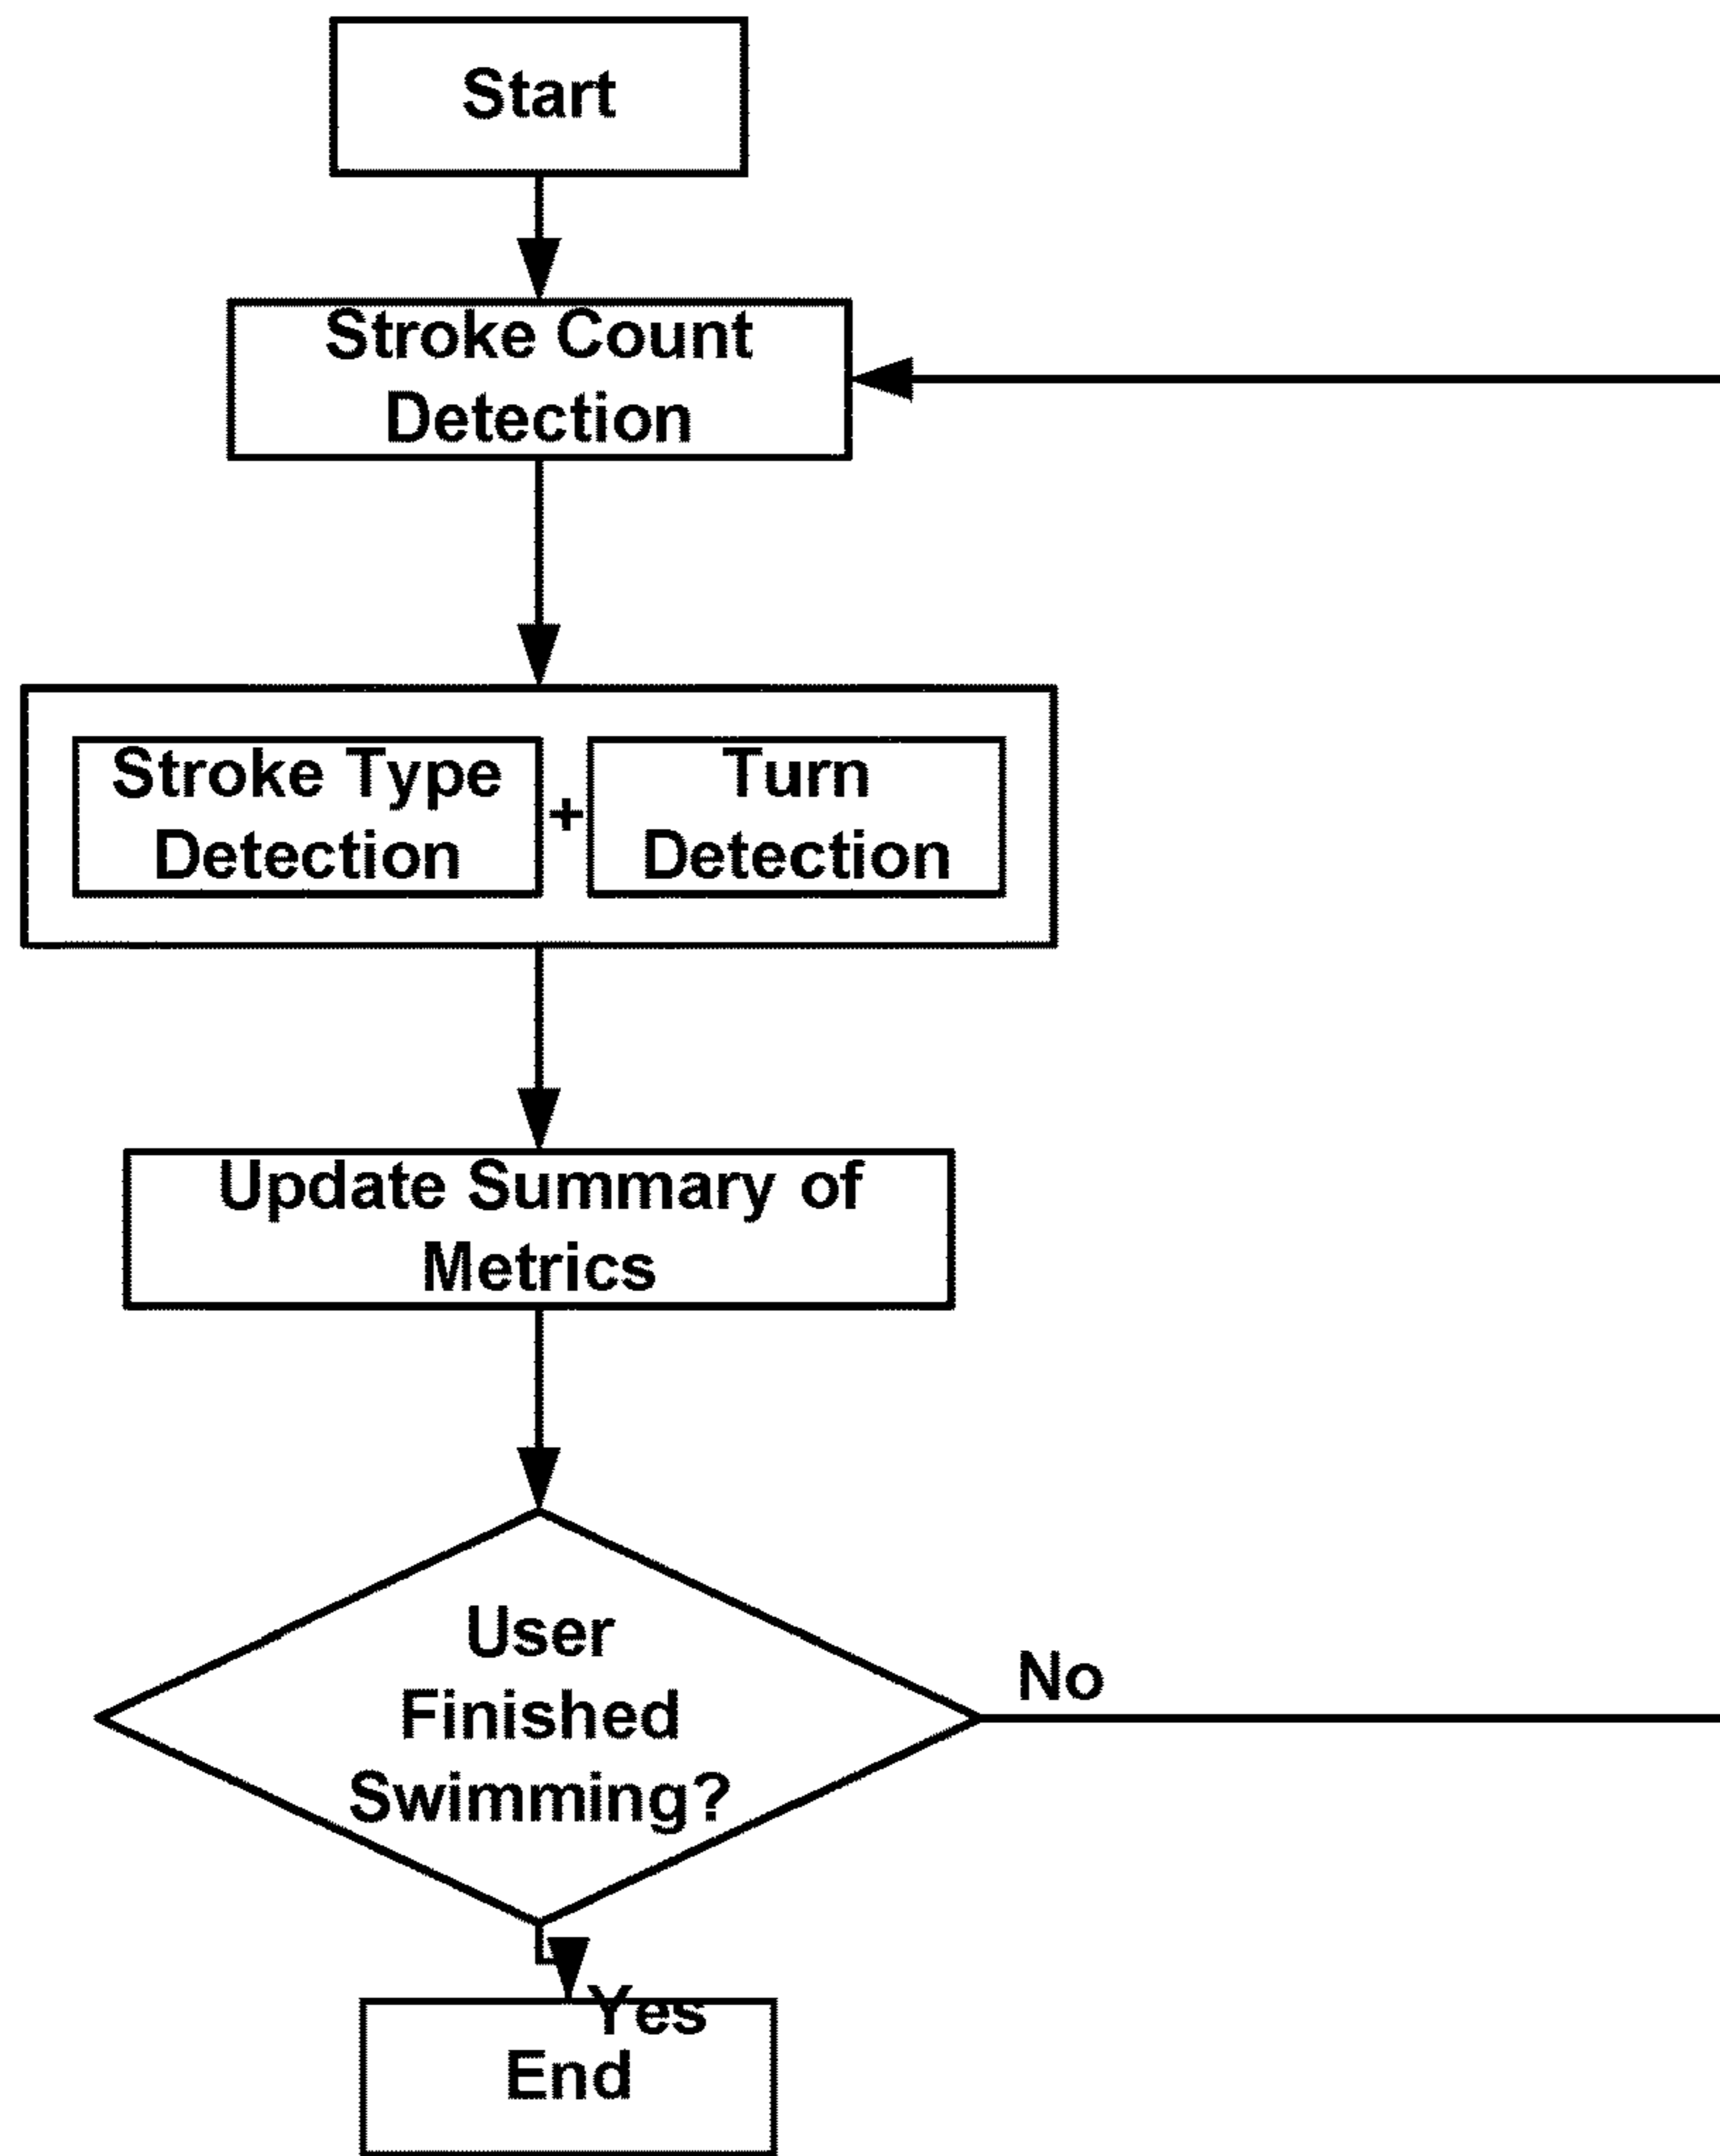 Start
Stroke Count
Detection
Stroke Type
Detection
+
Turn
Detection
Update Summary of
Metrics
User
Finished
Swimming?
No
Yes
End